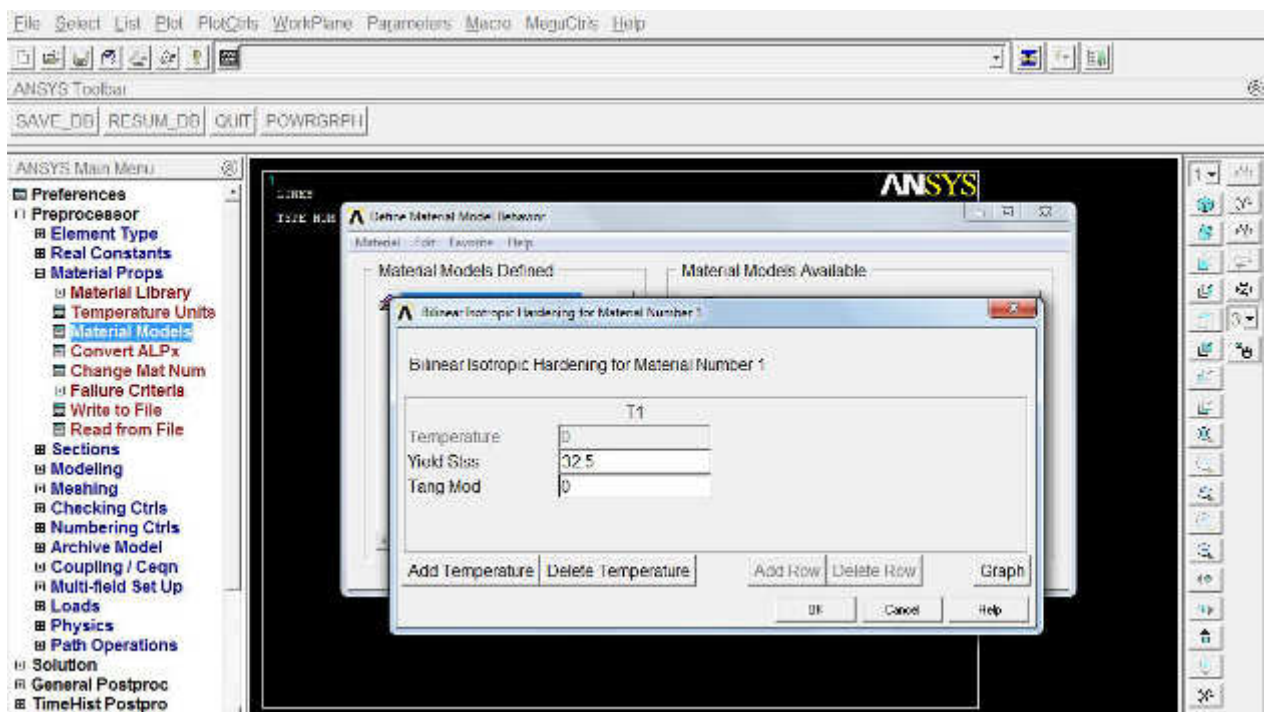 File Select List Plot PlotCtrls WorkPlane Parameters Macro MenuCtrls Help
ANSYS Toolbar
SAVE_DB RESUM_DB QUIT POWRGRPH
ANSYS Main Menu
Preferences
Preprocessor
Element Type
Real Constants
Material Props
Material Library
Temperature Units
Material Models
Convert ALPx
Change Mat Num
Failure Criteria
Write to File
Read from File
Sections
Modeling
Meshing
Checking Ctrls
Numbering Ctrls
Archive Model
Coupling / Ceqn
Multi-field Set Up
Loads
Physics
Path Operations
Solution
General Postproc
TimeHist Postpro
1
LINES
TYPE NUM
ANSYS
Define Material Model Behavior
Material Edit Favorite Help
Material Models Defined
Material Models Available
Bilinear Isotropic Hardening for Material Number 1
Bilinear Isotropic Hardening for Material Number 1
T1
Temperature 0
Yield Stss 32.5
Tang Mod 0
Add Temperature Delete Temperature Add Row Delete Row Graph
OK Cancel Help
1
3